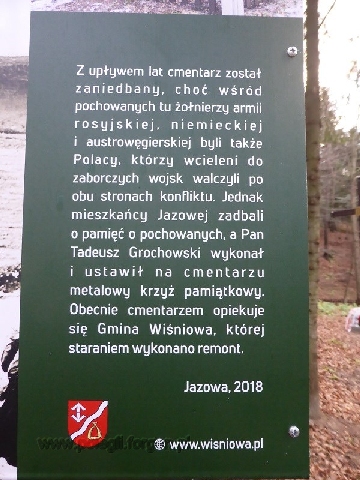 Z upływem lat cmentarz został
zaniedbany, choć wśród
pochowanych tu żołnierzy armii
rosyjskiej, niemieckiej
i austrowęgierskiej byli także
Polacy, którzy wcieleni do
zaborczych wojsk walczyli po
obu stronach konfliktu. Jednak
mieszkańcy Jazowej zadbali
o pamięć o pochowanych, a Pan
Tadeusz Grochowski wykonał
i ustawił na cmentarzu
metalowy krzyż pamiątkowy.
Obecnie cmentarzem opiekuje
się Gmina Wiśniowa, której
staraniem wykonano remont.
Jazowa, 2018
www.wisniowa.pl